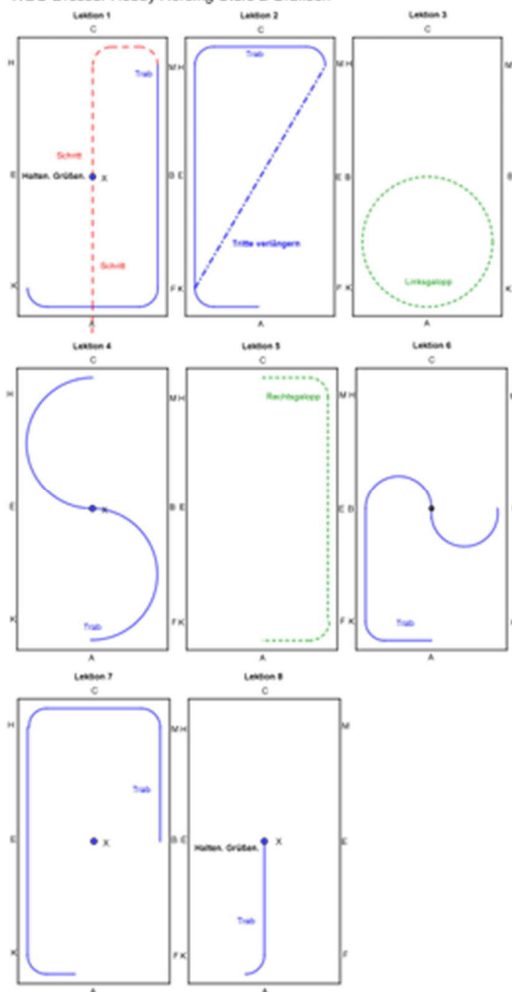 Lektion 1
C
H
M
Trab
Schritt
E
Halten. Grüßen.
X
B
Schritt
K
F
A
Lektion 2
C
H
M
Trab
E
B
Tritte verlängern
K
F
A
Lektion 3
C
H
M
E
B
Linksgalopp
K
A
Lektion 4
C
H
M
E
X
B
K
Trab
F
A
Lektion 5
C
H
M
Rechtsgalopp
E
B
K
F
A
Lektion 6
C
H
E
K
Trab
A
Lektion 7
C
H
M
Trab
E
X
B
K
F
A
Lektion 8
C
H
M
E
X
Halten. Grüßen.
Trab
K
F
A